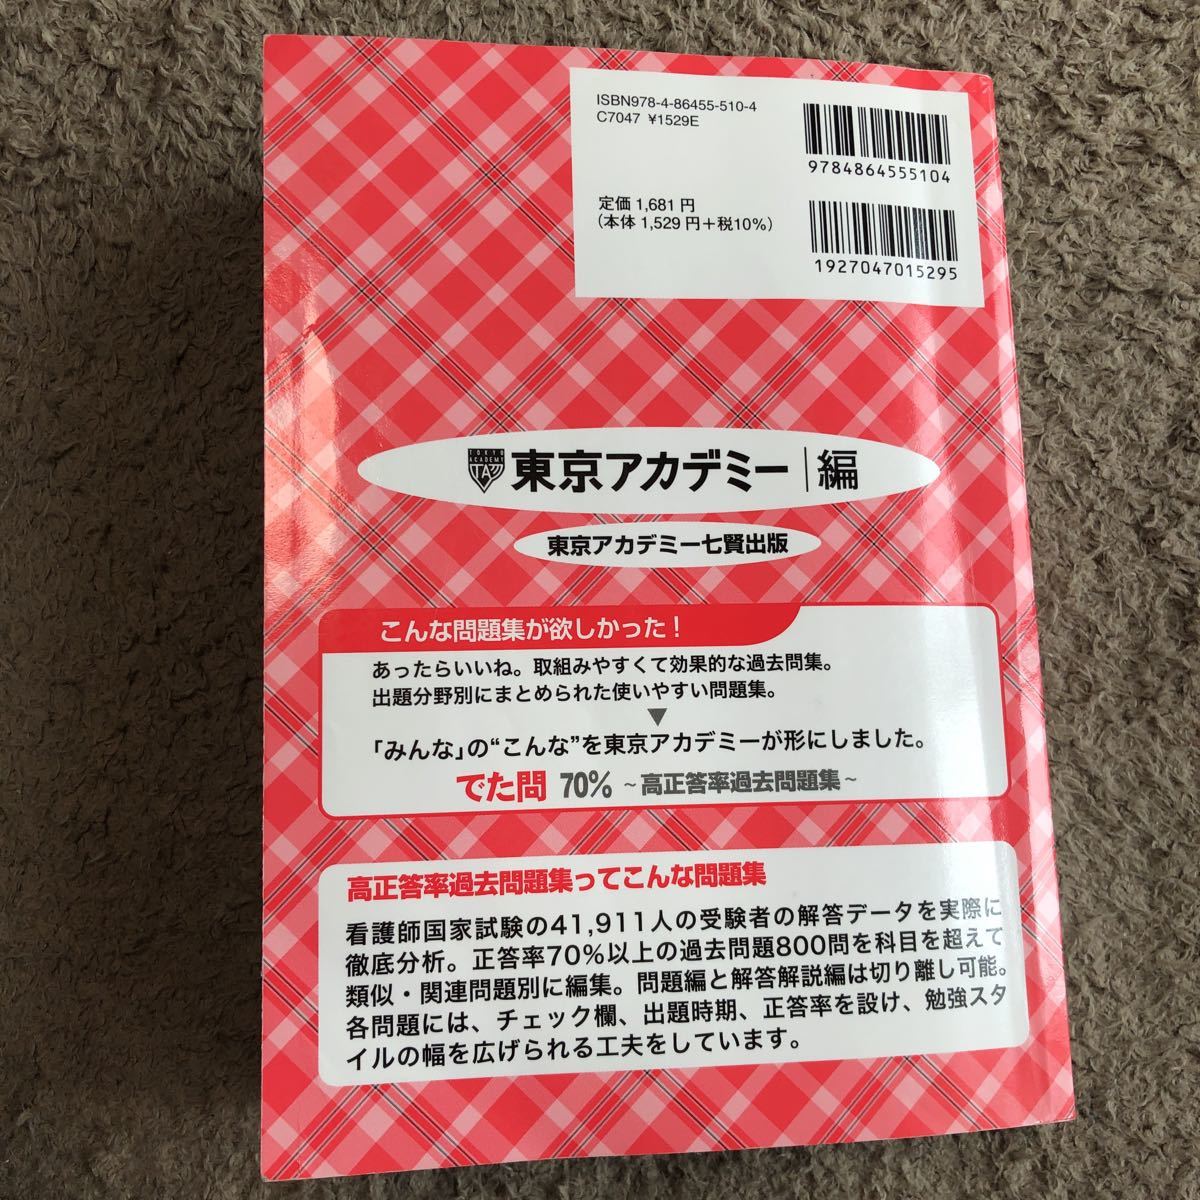 ISBN978-4-86455-510-4
C7047 ¥1529E
9784864555104
定価 1,681 円
(本体 1,529 円+税10%)
1927047015295
TOKYO
ACADEMY
TA
東京アカデミー 編
東京アカデミー七賢出版
こんな問題集が欲しかった!
あったらいいね。取組みやすくて効果的な過去問集。
出題分野別にまとめられた使いやすい問題集。
▼
「みんな」の“こんな”を東京アカデミーが形にしました。
でた問 70% ~高正答率過去問題集~
高正答率過去問題集ってこんな問題集
看護師国家試験の41,911人の受験者の解答データを実際に
徹底分析。正答率70%以上の過去問題800問を科目を超えて
類似・関連問題別に編集。問題編と解答解説編は切り離し可能。
各問題には、チェック欄、出題時期、正答率を設け、勉強スタ
イルの幅を広げられる工夫をしています。